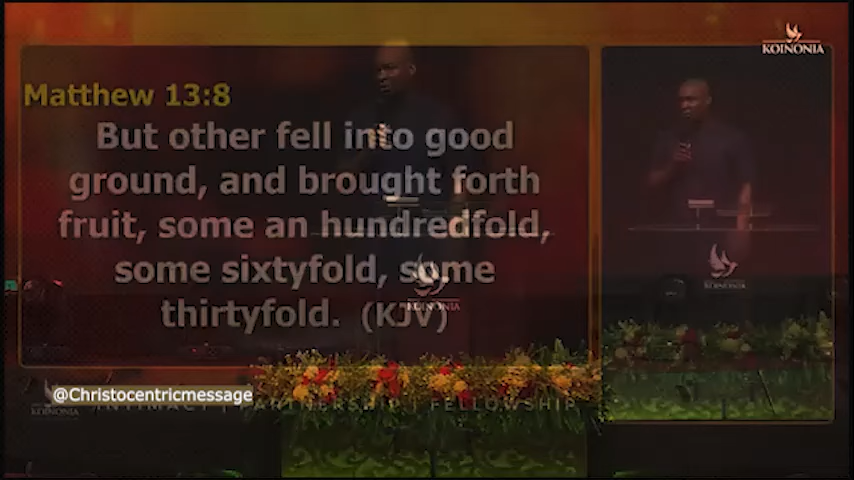 KOINONIA
Matthew 13:8
But other fell into good
ground, and brought forth
fruit, some an hundredfold,
some sixtyfold, some
thirtyfold. (KJV)
KOINONIA
KOINONIA
@Christocentricmessage
KOINONIA
INTIMACY | PARTNERSHIP | FELLOWSHIP